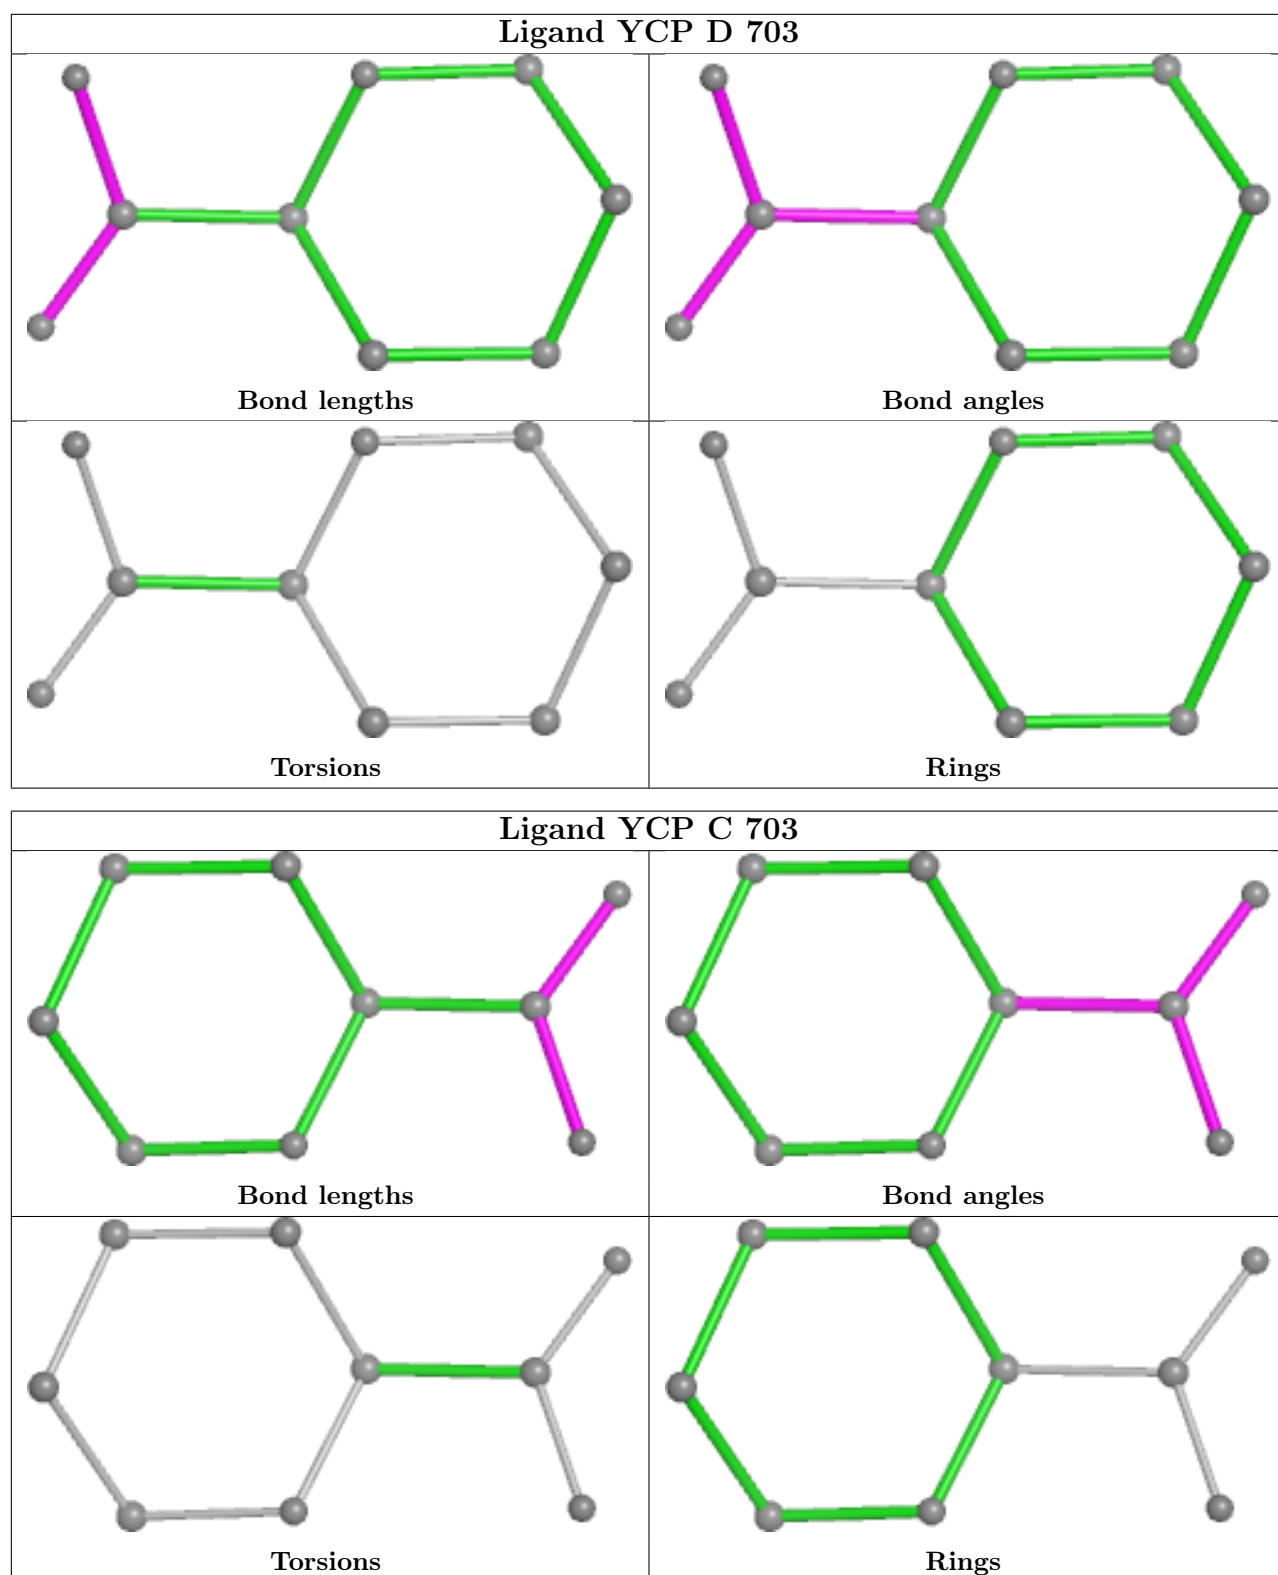 Ligand YCP D 703
Bond lengths
Bond angles
Torsions
Rings
Ligand YCP C 703
Bond lengths
Bond angles
Torsions
Rings